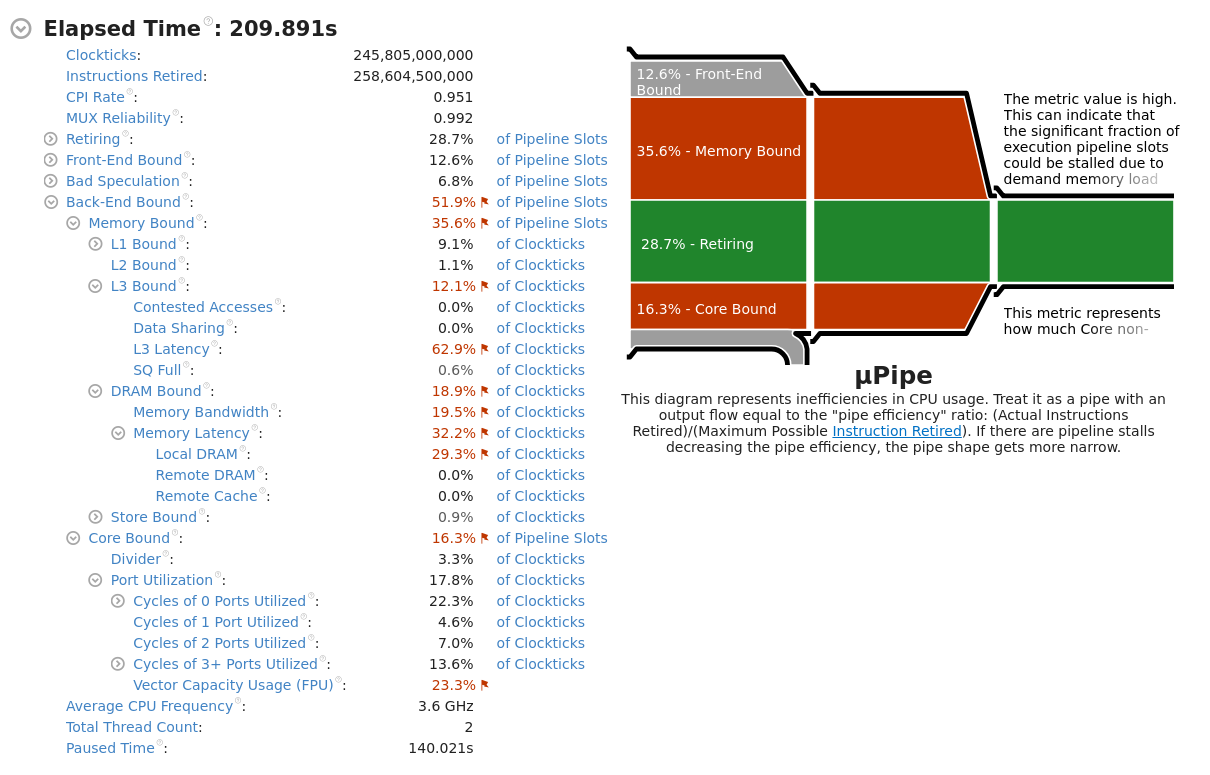 Elapsed Time: 209.891s
Clockticks: 245,805,000,000
Instructions Retired: 258,604,500,000
CPI Rate: 0.951
MUX Reliability: 0.992
Retiring: 28.7% of Pipeline Slots
Front-End Bound: 12.6% of Pipeline Slots
Bad Speculation: 6.8% of Pipeline Slots
Back-End Bound: 51.9% of Pipeline Slots
Memory Bound: 35.6% of Pipeline Slots
L1 Bound: 9.1% of Clockticks
L2 Bound: 1.1% of Clockticks
L3 Bound: 12.1% of Clockticks
Contested Accesses: 0.0% of Clockticks
Data Sharing: 0.0% of Clockticks
L3 Latency: 62.9% of Clockticks
SQ Full: 0.6% of Clockticks
DRAM Bound: 18.9% of Clockticks
Memory Bandwidth: 19.5% of Clockticks
Memory Latency: 32.2% of Clockticks
Local DRAM: 29.3% of Clockticks
Remote DRAM: 0.0% of Clockticks
Remote Cache: 0.0% of Clockticks
Store Bound: 0.9% of Clockticks
Core Bound: 16.3% of Pipeline Slots
Divider: 3.3% of Clockticks
Port Utilization: 17.8% of Clockticks
Cycles of 0 Ports Utilized: 22.3% of Clockticks
Cycles of 1 Port Utilized: 4.6% of Clockticks
Cycles of 2 Ports Utilized: 7.0% of Clockticks
Cycles of 3+ Ports Utilized: 13.6% of Clockticks
Vector Capacity Usage (FPU): 23.3%
Average CPU Frequency: 3.6 GHz
Total Thread Count: 2
Paused Time: 140.021s
12.6% - Front-End
Bound
35.6% - Memory Bound
28.7% - Retiring
16.3% - Core Bound
The metric value is high.
This can indicate that
the significant fraction of
execution pipeline slots
could be stalled due to
demand memory load
This metric represents
how much Core non-
µPipe
This diagram represents inefficiencies in CPU usage. Treat it as a pipe with an
output flow equal to the "pipe efficiency" ratio: (Actual Instructions
Retired)/(Maximum Possible Instruction Retired). If there are pipeline stalls
decreasing the pipe efficiency, the pipe shape gets more narrow.